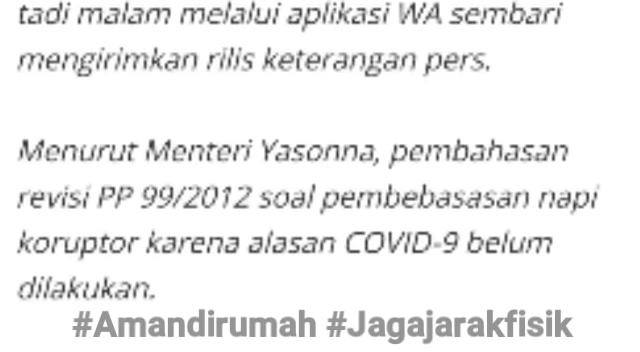 tadi malam melalui aplikasi WA sembari
mengirimkan rilis keterangan pers.
Menurut Menteri Yasonna, pembahasan
revisi PP 99/2012 soal pembebasasan napi
koruptor karena alasan COVID-9 belum
dilakukan.
#Amandirumah #Jagajarakfisik